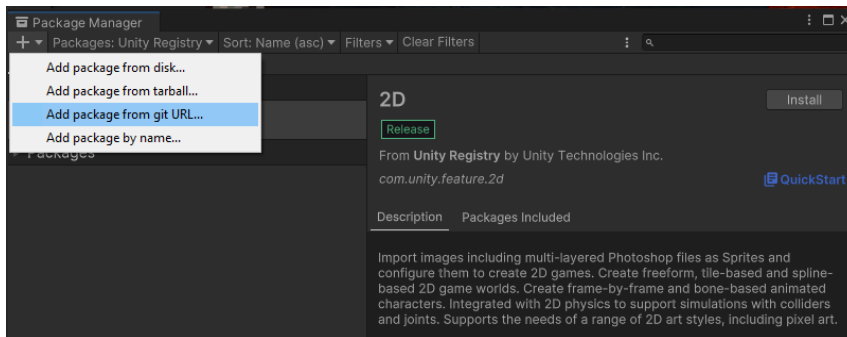 Package Manager
Packages: Unity Registry Sort: Name (asc) Filters Clear Filters
Add package from disk...
Add package from tarball...
Add package from git URL...
Add package by name...
Packages
2D
Install
Release
From Unity Registry by Unity Technologies Inc.
com.unity.feature.2d
QuickStart
Description Packages Included
Import images including multi-layered Photoshop files as Sprites and
configure them to create 2D games. Create freeform, tile-based and spline-
based 2D game worlds. Create frame-by-frame and bone-based animated
characters. Integrated with 2D physics to support simulations with colliders
and joints. Supports the needs of a range of 2D art styles, including pixel art.